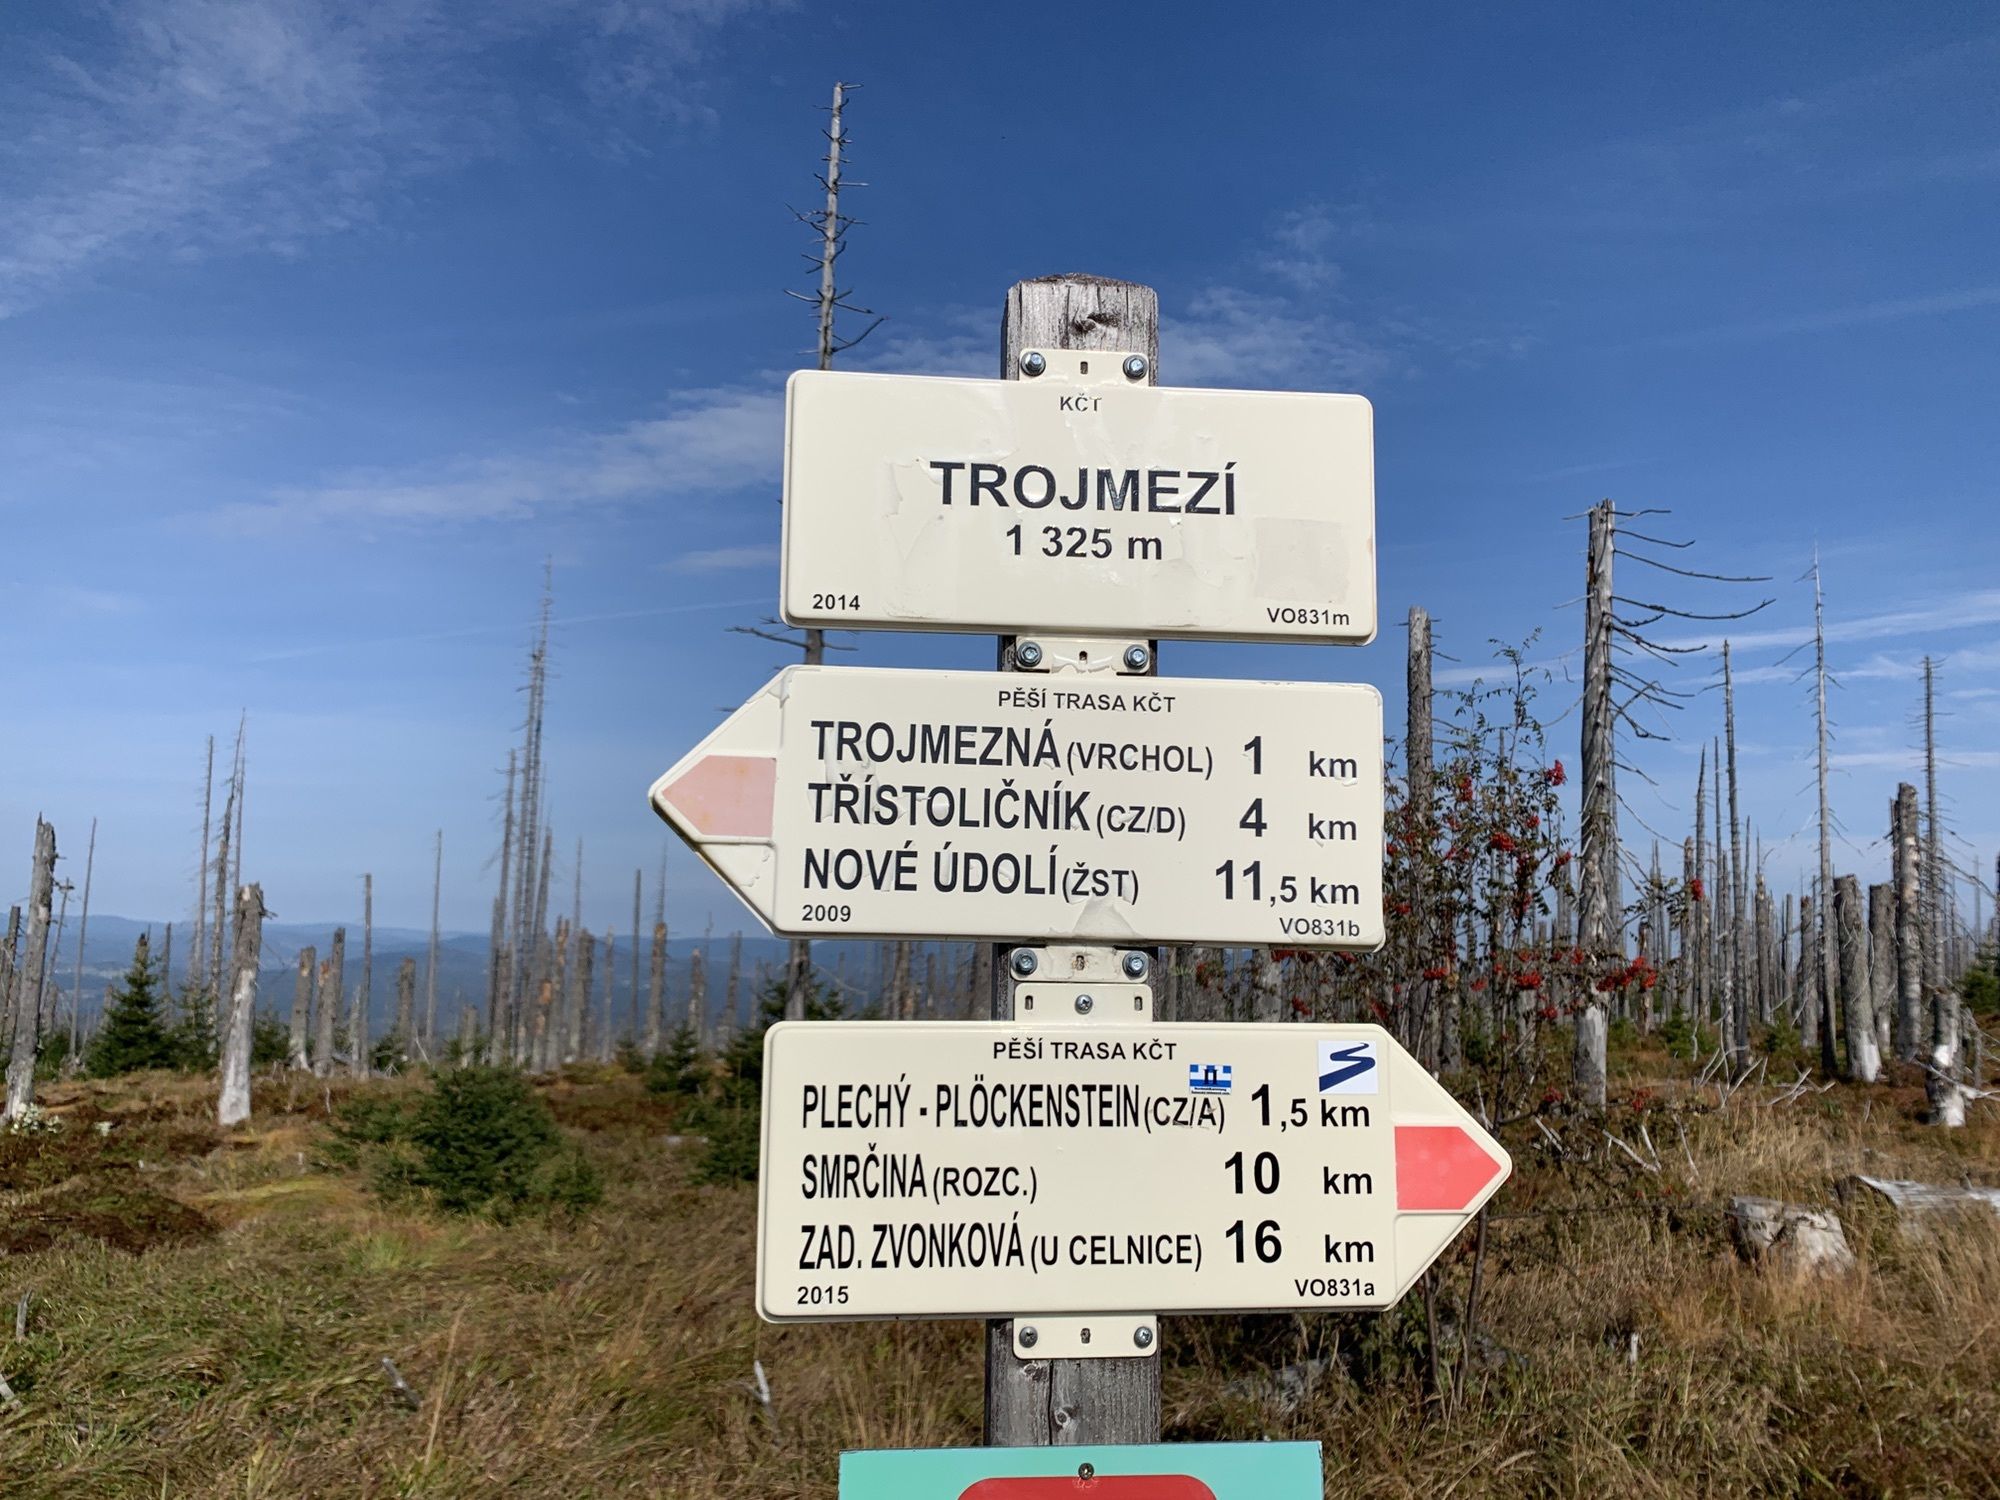 KČT
TROJMEZÍ
1 325 m
2014 VO831m
PĚŠÍ TRASA KČT
TROJMEZNÁ (VRCHOL) 1 km
TŘÍSTOLIČNÍK (CZ/D) 4 km
NOVÉ ÚDOLÍ (ŽST) 11,5 km
2009 VO831b
PĚŠÍ TRASA KČT
PLECHÝ - PLÖCKENSTEIN (CZ/A) 1,5 km
SMRČINA (ROZC.) 10 km
ZAD. ZVONKOVÁ (U CELNICE) 16 km
2015 VO831a